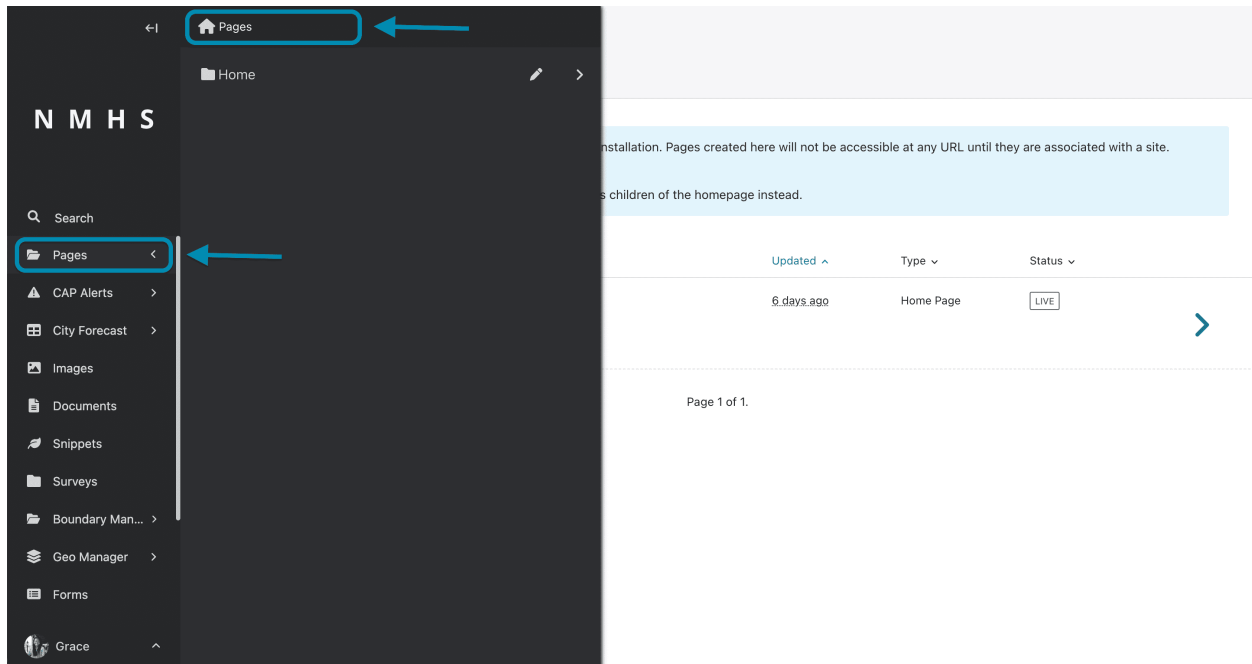 Pages
Home
N M H S
nstallation. Pages created here will not be accessible at any URL until they are associated with a site.
s children of the homepage instead.
Search
Pages
CAP Alerts
City Forecast
Images
Documents
Snippets
Surveys
Boundary Man...
Geo Manager
Forms
Grace
Updated
Type
Status
6 days ago
Home Page
LIVE
Page 1 of 1.